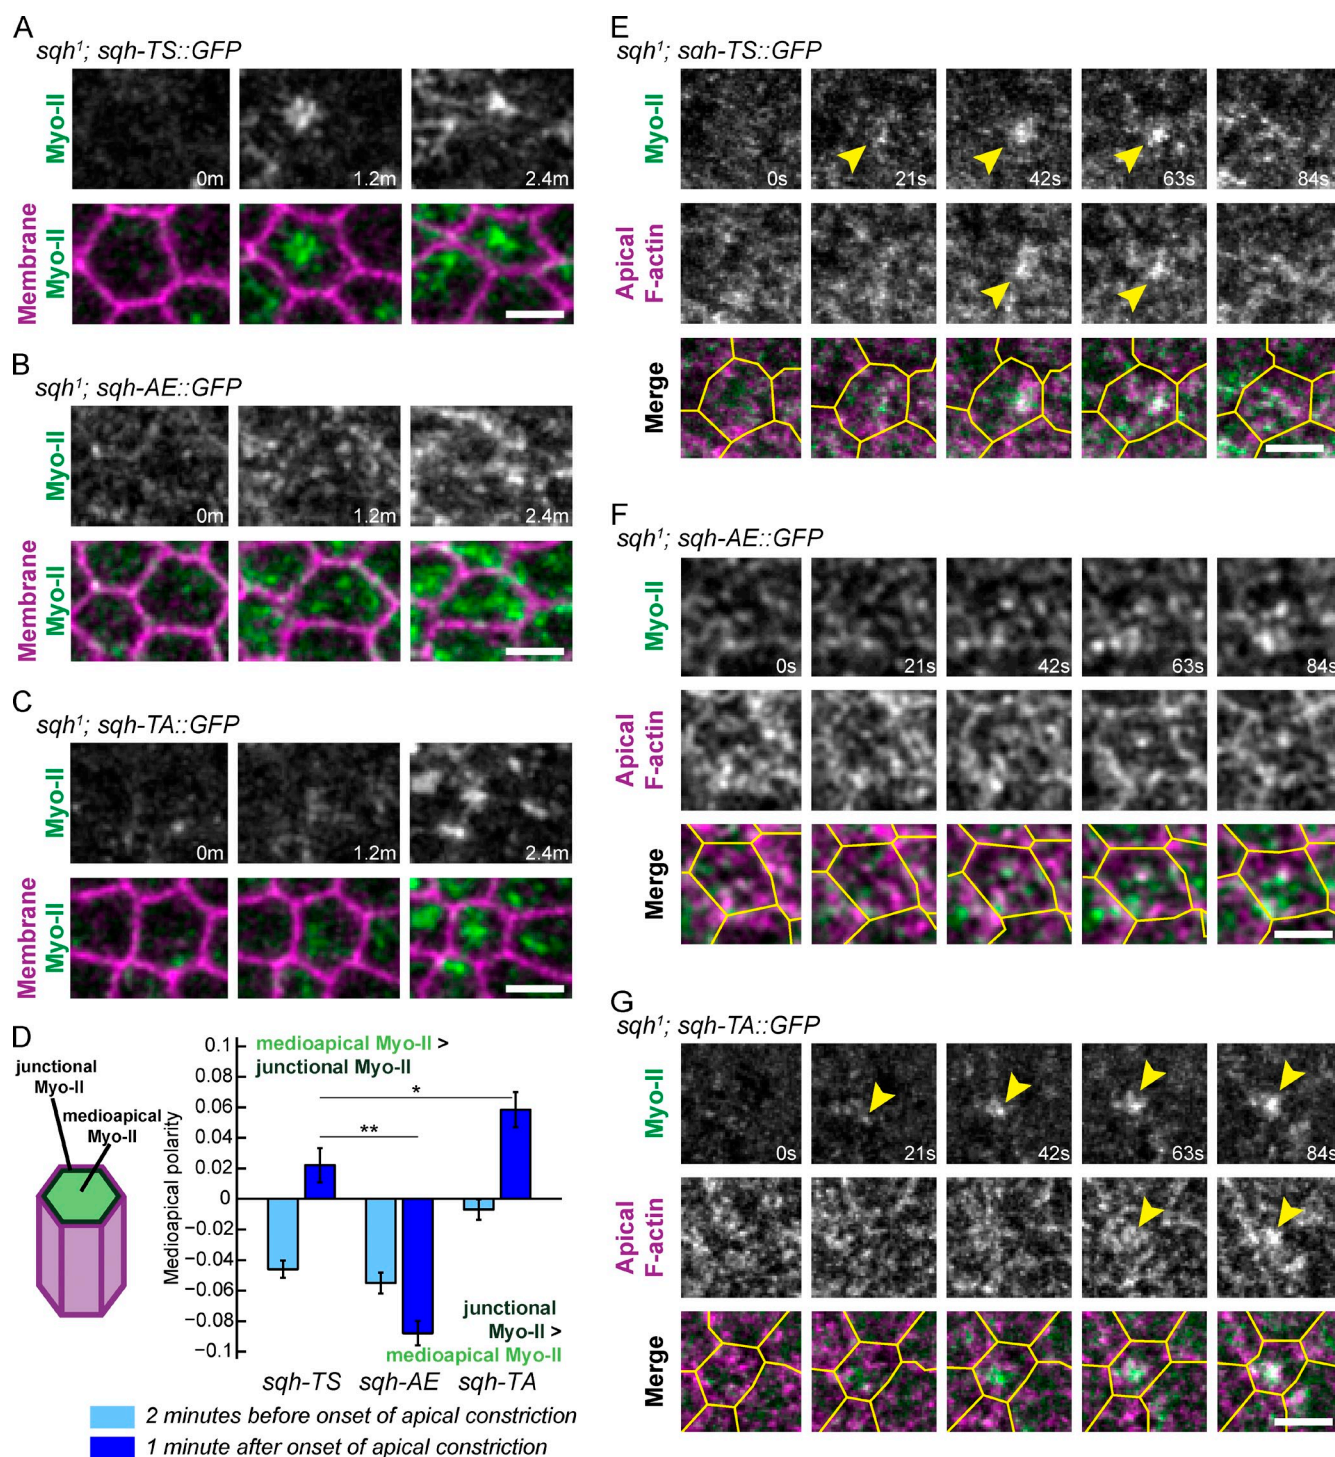 A
sqh¹; sqh-TS::GFP
Myo-II
0m
1.2m
2.4m
Membrane
Myo-II
B
sqh¹; sqh-AE::GFP
Myo-II
0m
1.2m
2.4m
Membrane
Myo-II
C
sqh¹; sqh-TA::GFP
Myo-II
0m
1.2m
2.4m
Membrane
Myo-II
D
junctional
Myo-II
medioapical
Myo-II
Medioapical polarity
0.1
0.08
0.06
0.04
0.02
0
−0.02
−0.04
−0.06
−0.08
−0.1
medioapical Myo-II >
junctional Myo-II
*
**
junctional
Myo-II >
medioapical Myo-II
sqh-TS sqh-AE sqh-TA
2 minutes before onset of apical constriction
1 minute after onset of apical constriction
E
sqh¹; sah-TS::GFP
Myo-II
0s
21s
42s
63s
84s
Apical
F-actin
Merge
F
sqh¹; sqh-AE::GFP
Myo-II
0s
21s
42s
63s
84s
Apical
F-actin
Merge
G
sqh¹; sqh-TA::GFP
Myo-II
0s
21s
42s
63s
84s
Apical
F-actin
Merge